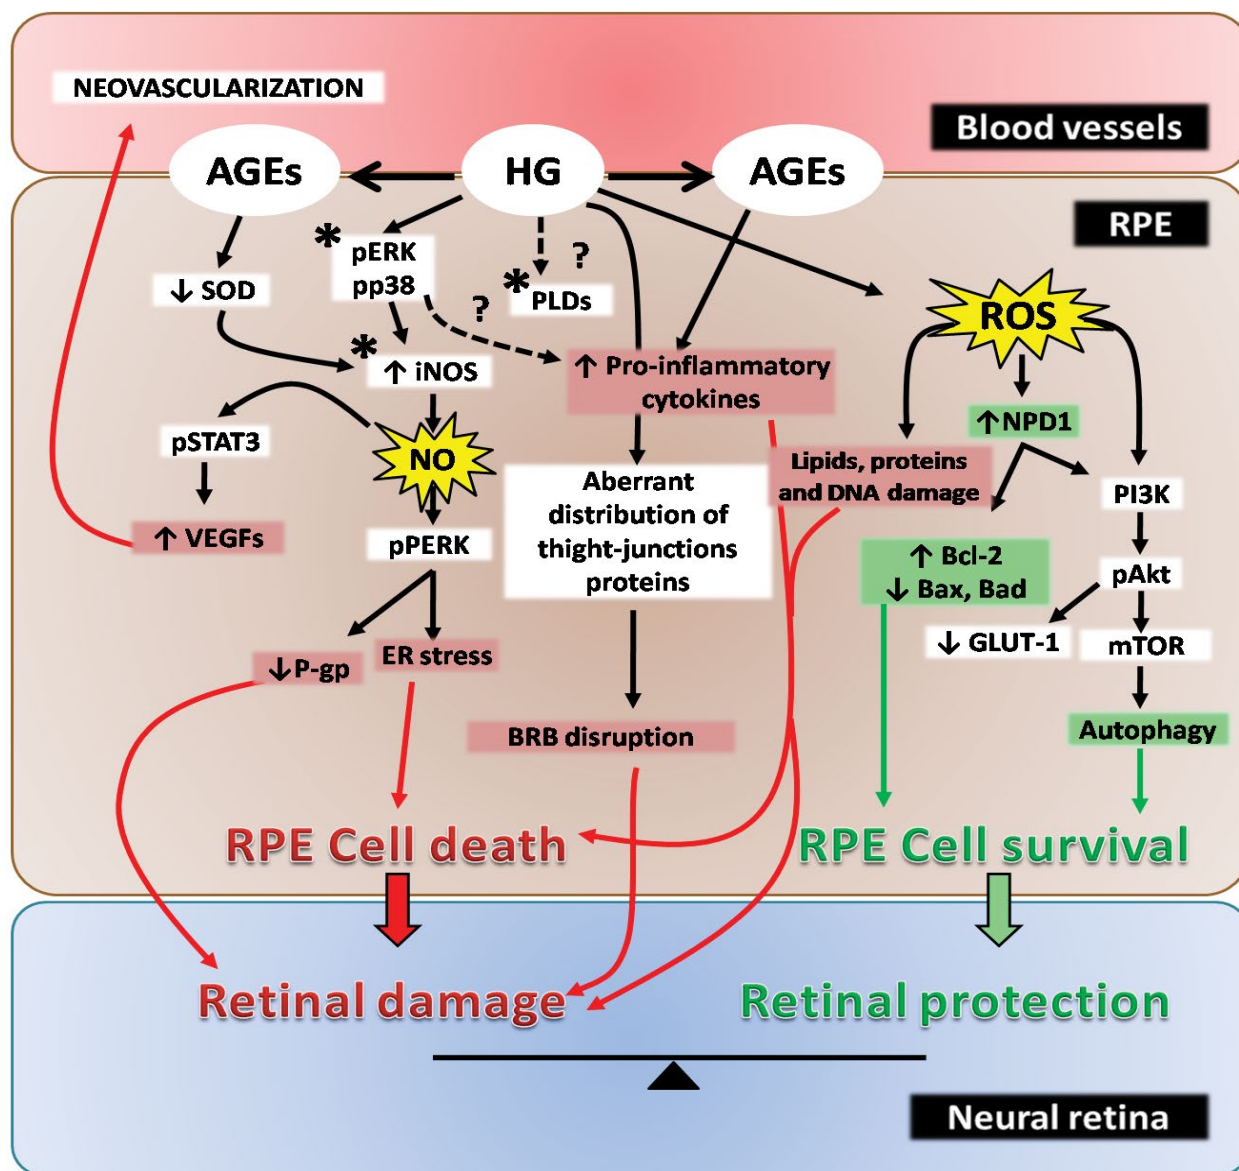 NEOVASCULARIZATION
Blood vessels
AGEs
HG
AGEs
RPE
*
pERK
pp38
?
↓ SOD
?
*
PLDs
ROS
*
↑ iNOS
↑ Pro-inflammatory
cytokines
↑NPD1
pSTAT3
NO
Lipids, proteins
and DNA damage
PI3K
Aberrant
distribution of
thight-junctions
proteins
↑ VEGFs
pPERK
↑ Bcl-2
↓ Bax, Bad
pAkt
↓P-gp
ER stress
↓ GLUT-1
mTOR
BRB disruption
Autophagy
RPE Cell death
RPE Cell survival
Retinal damage
Retinal protection
Neural retina